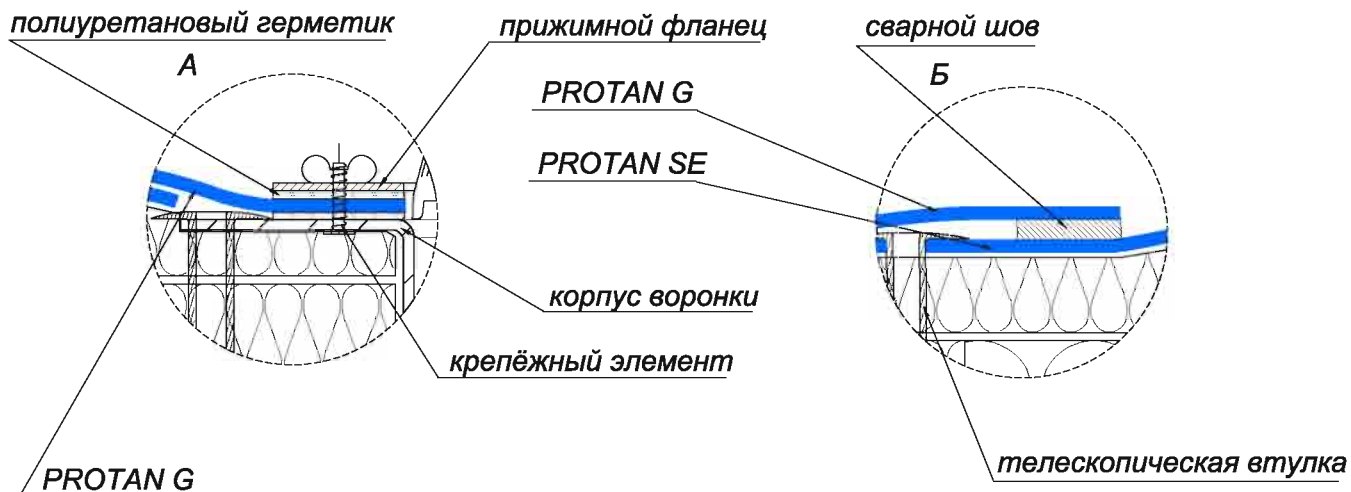 полиуретановый герметик
прижимной фланец
сварной шов
А
Б
PROTAN G
PROTAN SE
корпус воронки
крепёжный элемент
телескопическая втулка
PROTAN G